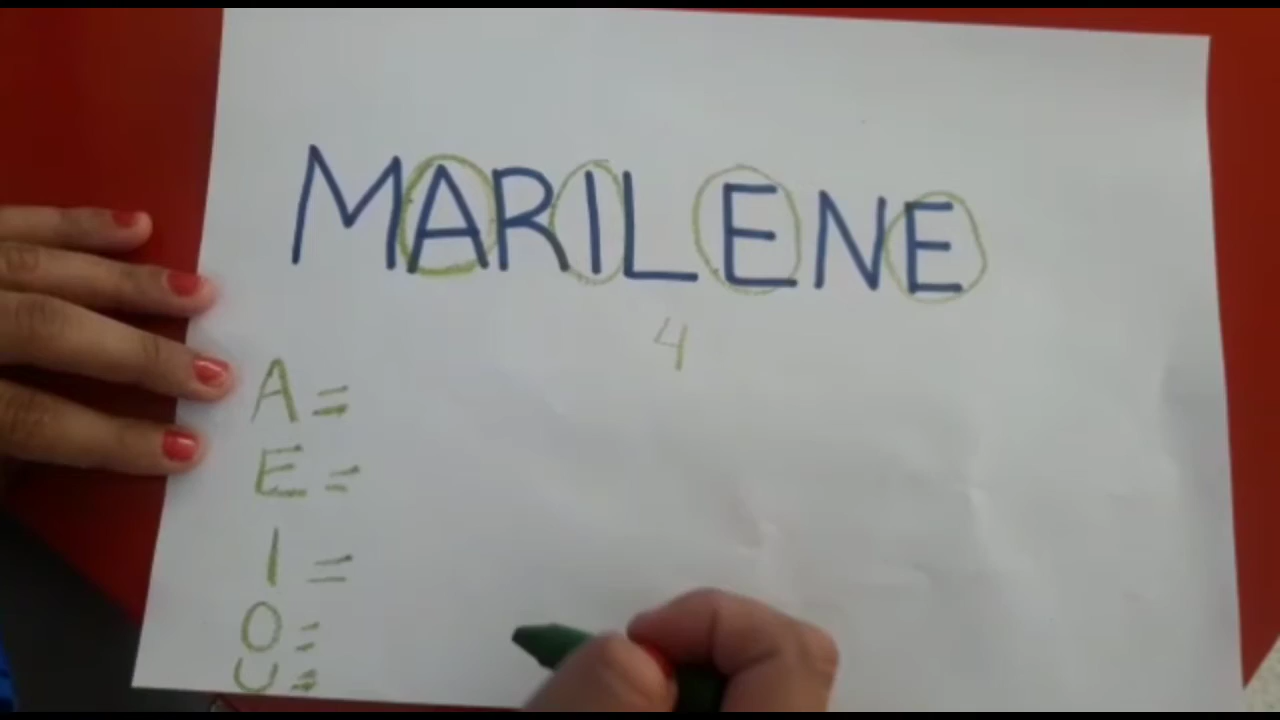 MARILENE
4
A =
E =
I =
O =
U =